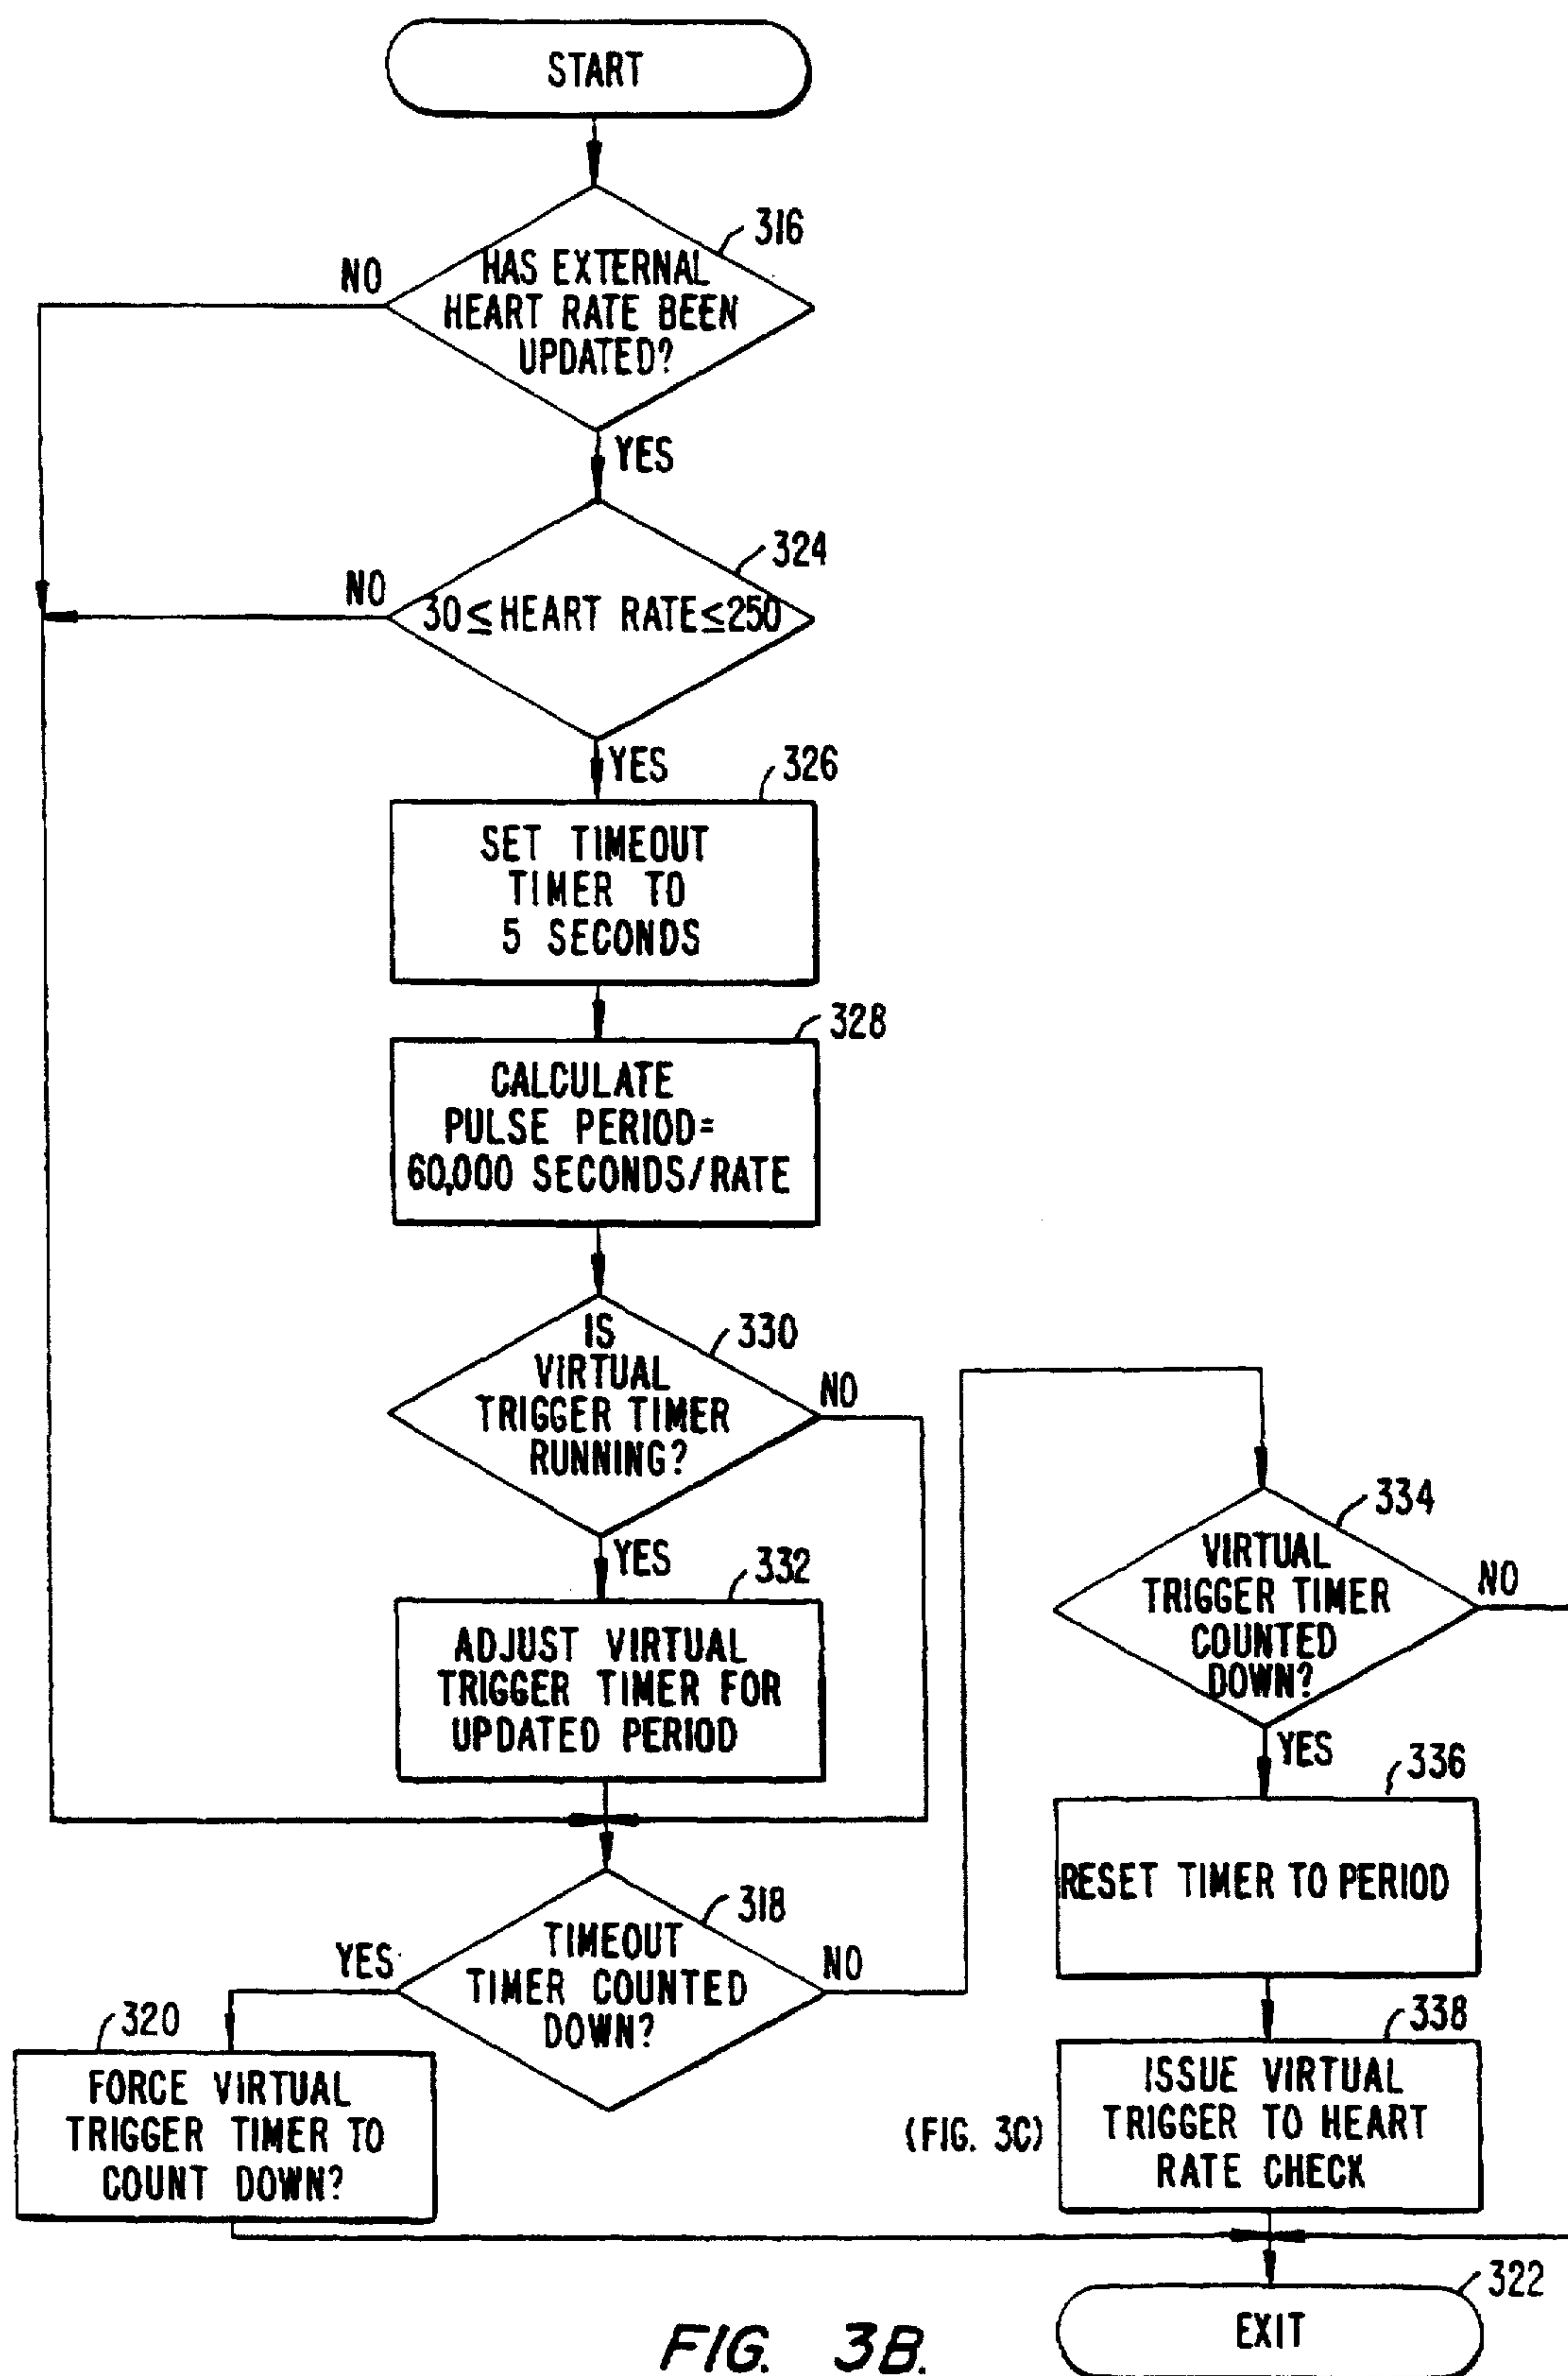 START
316
NO
HAS EXTERNAL
HEART RATE BEEN
UPDATED?
YES
324
NO
30≤HEART RATE≤250
YES
326
SET TIMEOUT
TIMER TO
5 SECONDS
328
CALCULATE
PULSE PERIOD=
60,000 SECONDS/RATE
330
IS
VIRTUAL
TRIGGER TIMER
RUNNING?
NO
YES
332
ADJUST VIRTUAL
TRIGGER TIMER FOR
UPDATED PERIOD
318
TIMEOUT
TIMER COUNTED
DOWN?
YES
NO
320
FORCE VIRTUAL
TRIGGER TIMER TO
COUNT DOWN?
334
VIRTUAL
TRIGGER TIMER
COUNTED
DOWN?
NO
YES
336
RESET TIMER TO PERIOD
338
(FIG. 3C)
ISSUE VIRTUAL
TRIGGER TO HEART
RATE CHECK
322
EXIT
FIG. 3B.